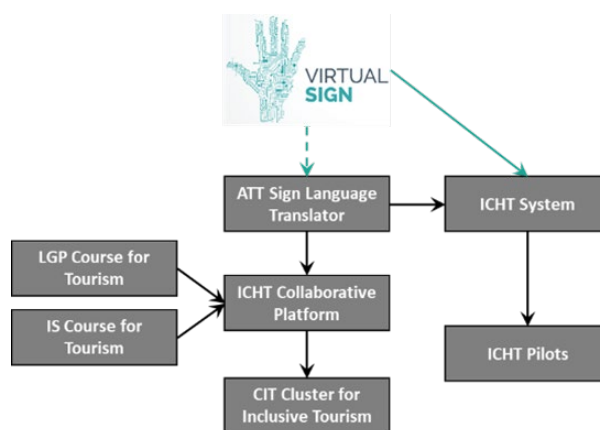 VIRTUAL
SIGN
ATT Sign Language
Translator
ICHT System
LGP Course for
Tourism
ICHT Collaborative
Platform
IS Course for
Tourism
ICHT Pilots
CIT Cluster for
Inclusive Tourism